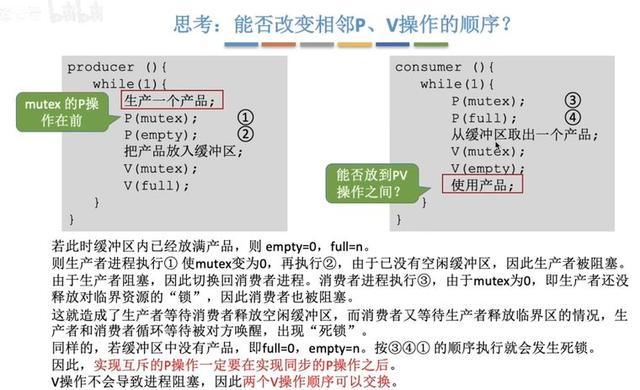 思考：能否改变相邻P、V操作的顺序？
producer (){
while(1){
生产一个产品;
P(mutex); ①
P(empty); ②
把产品放入缓冲区;
V(mutex);
V(full);
}
}
mutex 的P操
作在前
consumer (){
while(1){
P(mutex); ③
P(full); ④
从缓冲区取出一个产品;
V(mutex);
V(empty);
使用产品;
}
}
能否放到PV
操作之间？
若此时缓冲区内已经放满产品，则 empty=0，full=n。
则生产者进程执行① 使mutex变为0，再执行②，由于已没有空闲缓冲区，因此生产者被阻塞。
由于生产者阻塞，因此切换回消费者进程。消费者进程执行③，由于mutex为0，即生产者还没
释放对临界资源的“锁”，因此消费者也被阻塞。
这就造成了生产者等待消费者释放空闲缓冲区，而消费者又等待生产者释放临界区的情况，生
产者和消费者循环等待被对方唤醒，出现“死锁”。
同样的，若缓冲区中没有产品，即full=0，empty=n。按③④① 的顺序执行就会发生死锁。
因此，实现互斥的P操作一定要在实现同步的P操作之后。
V操作不会导致进程阻塞，因此两个V操作顺序可以交换。